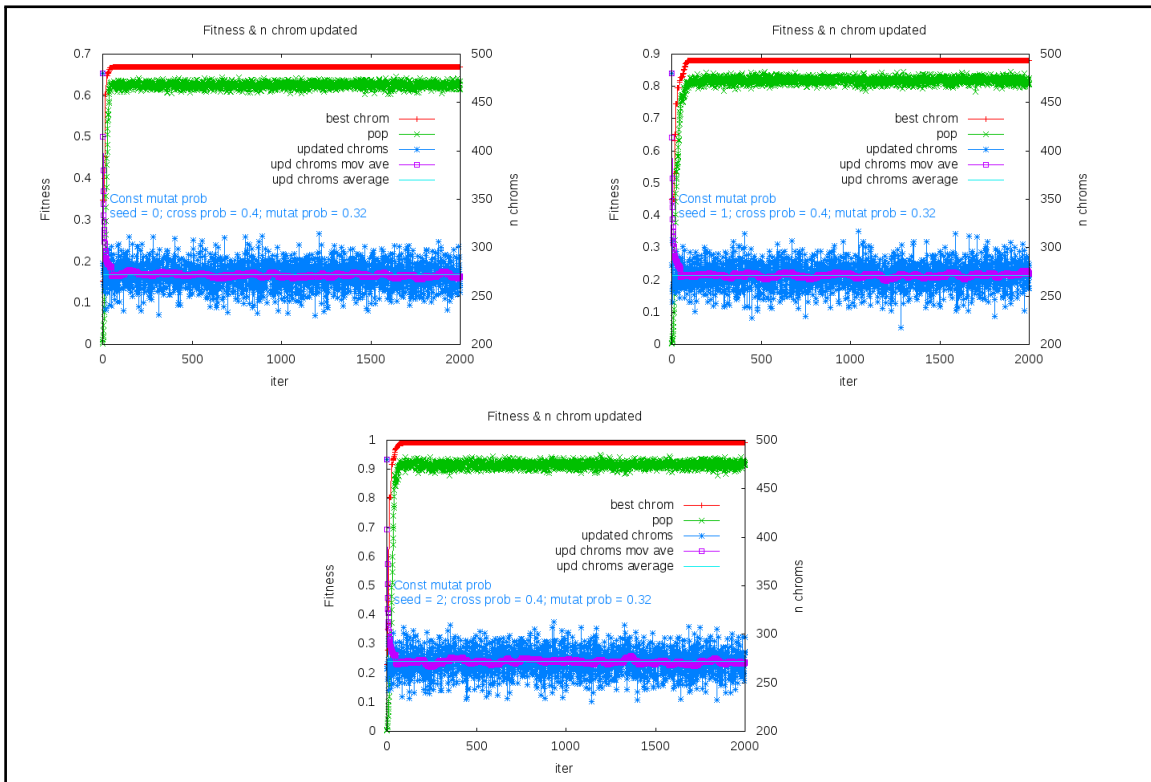 Fitness & n chrom updated
0.7
0.6
0.5
0.4
0.3
0.2
0.1
0
500
450
400
350
300
250
200
0
500
1000
1500
2000
Fitness
n chroms
iter
best chrom
pop
updated chroms
upd chroms mov ave
upd chroms average
Const mutat prob
seed = 0; cross prob = 0.4; mutat prob = 0.32
Fitness & n chrom updated
0.9
0.8
0.7
0.6
0.5
0.4
0.3
0.2
0.1
0
500
450
400
350
300
250
200
0
500
1000
1500
2000
Fitness
n chroms
iter
best chrom
pop
updated chroms
upd chroms mov ave
upd chroms average
Const mutat prob
seed = 1; cross prob = 0.4; mutat prob = 0.32
Fitness & n chrom updated
1
0.9
0.8
0.7
0.6
0.5
0.4
0.3
0.2
0.1
0
500
450
400
350
300
250
200
0
500
1000
1500
2000
Fitness
n chroms
iter
best chrom
pop
updated chroms
upd chroms mov ave
upd chroms average
Const mutat prob
seed = 2; cross prob = 0.4; mutat prob = 0.32